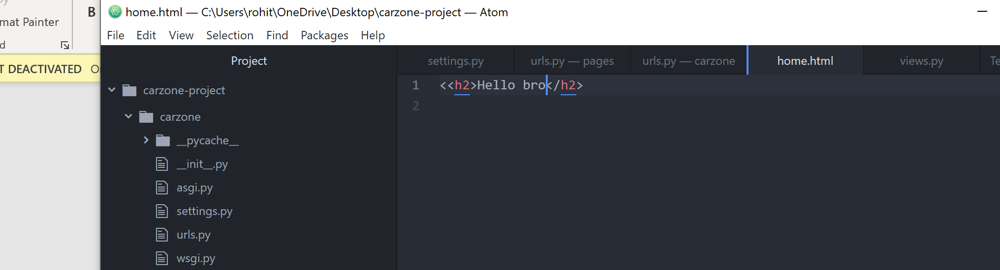 B
mat Painter
d
T DEACTIVATED
home.html — C:\Users\rohit\OneDrive\Desktop\carzone-project — Atom
File Edit View Selection Find Packages Help
Project
settings.py urls.py — pages urls.py — carzone home.html views.py Te
carzone-project
carzone
__pycache__
__init__.py
asgi.py
settings.py
urls.py
wsgi.py
1 <<h2>Hello bro</h2>
2